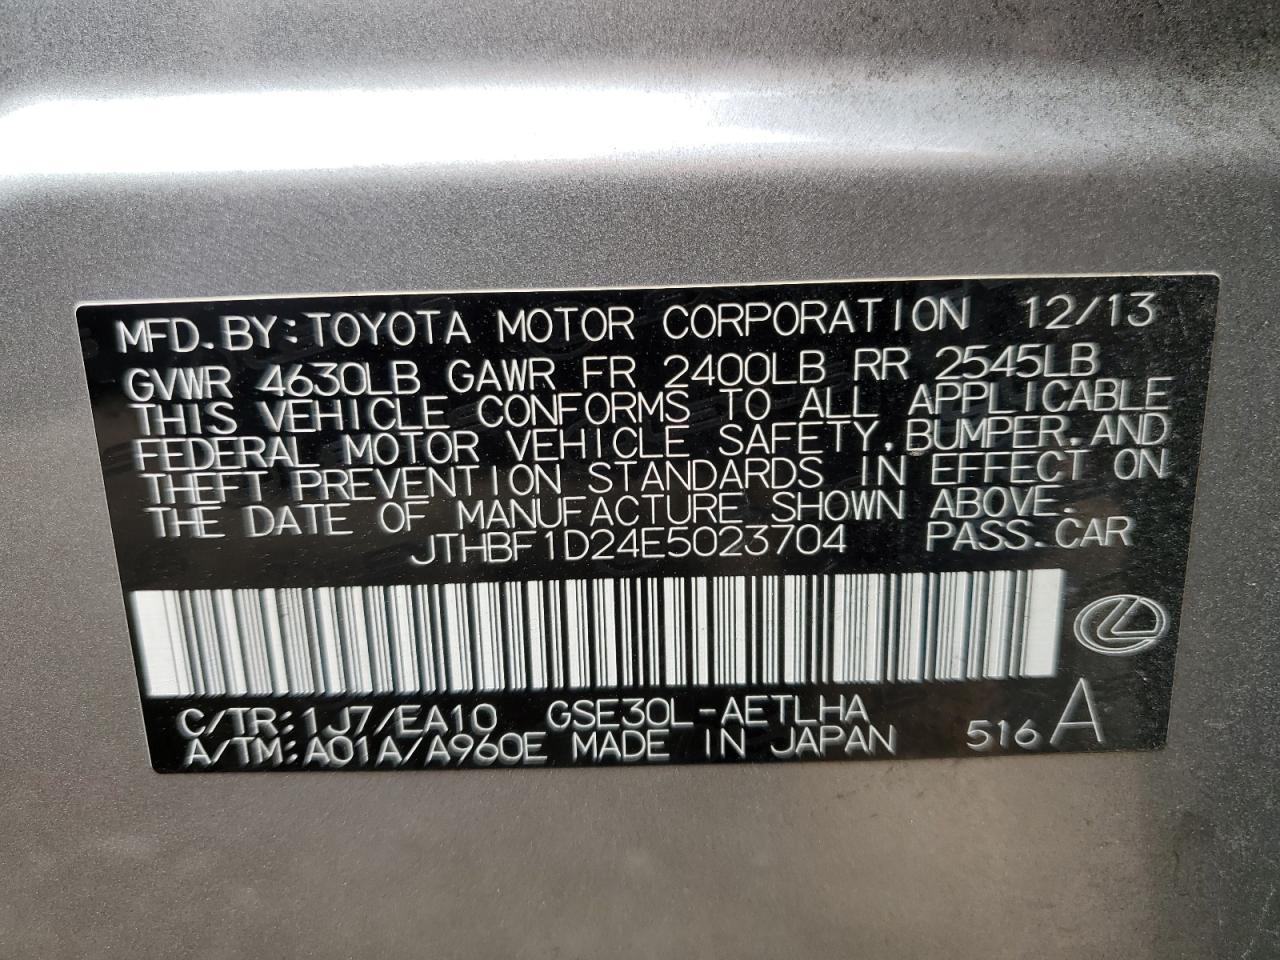 MFD. BY: TOYOTA MOTOR CORPORATION 12/13
GVWR 4630LB GAWR FR 2400LB RR 2545LB
THIS VEHICLE CONFORMS TO ALL APPLICABLE
FEDERAL MOTOR VEHICLE SAFETY, BUMPER, AND
THEFT PREVENTION STANDARDS IN EFFECT ON
THE DATE OF MANUFACTURE SHOWN ABOVE.
JTHBF1D24E5023704 PASS. CAR
C/TR: 1J7/EA10 GSE30L-AETLHA
A/TM: A01A/A960E MADE IN JAPAN 516 A